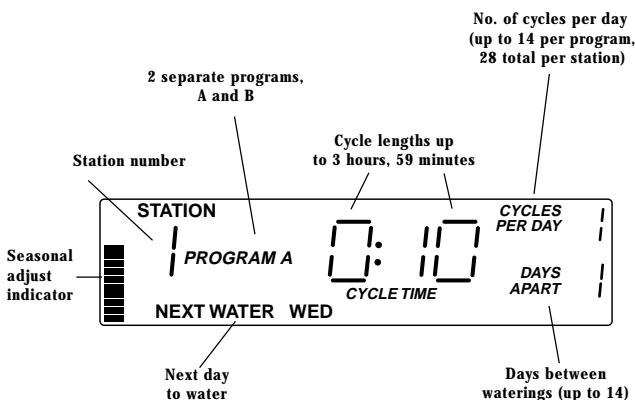 No. of cycles per day
(up to 14 per program,
28 total per station)
2 separate programs,
A and B
Cycle lengths up
to 3 hours, 59 minutes
Station number
STATION
1
PROGRAM A
0:10
CYCLE TIME
CYCLES
PER DAY
1
DAYS
APART
1
NEXT WATER WED
Seasonal
adjust
indicator
Next day
to water
Days between
waterings (up to 14)